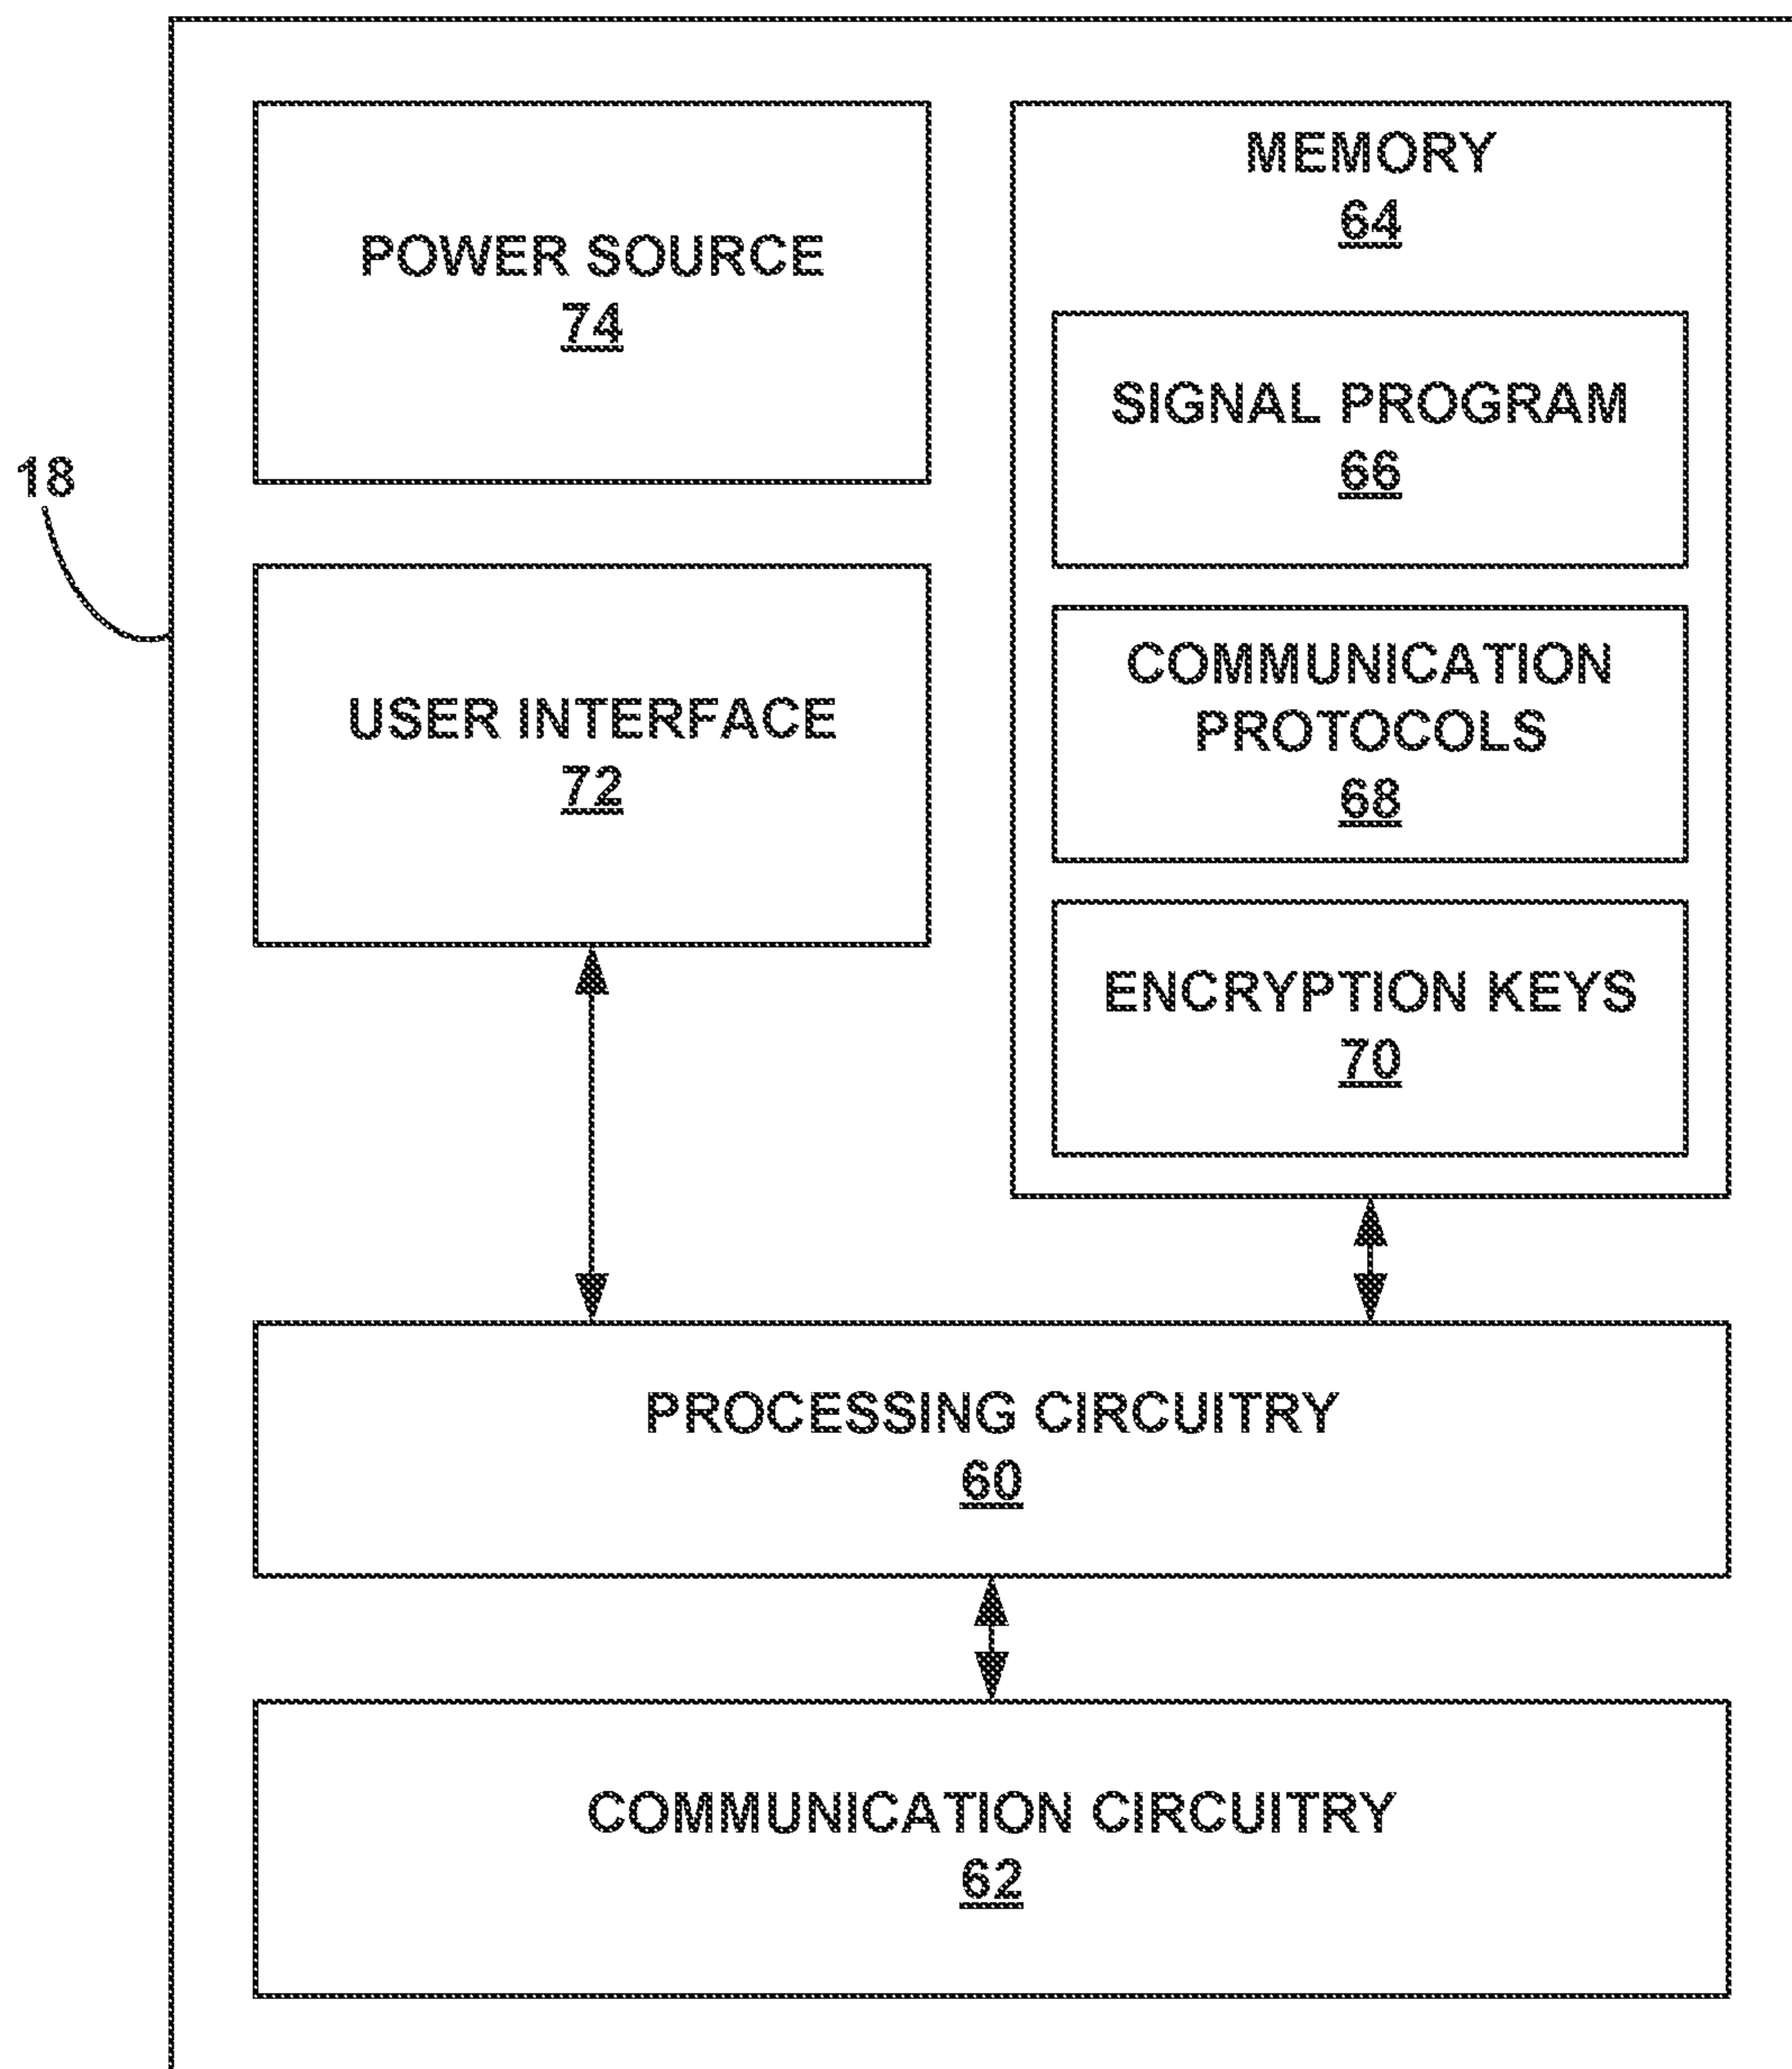 POWER SOURCE
74
MEMORY
64
SIGNAL PROGRAM
66
18
USER INTERFACE
72
COMMUNICATION
PROTOCOLS
68
ENCRYPTION KEYS
70
PROCESSING CIRCUITRY
60
COMMUNICATION CIRCUITRY
62